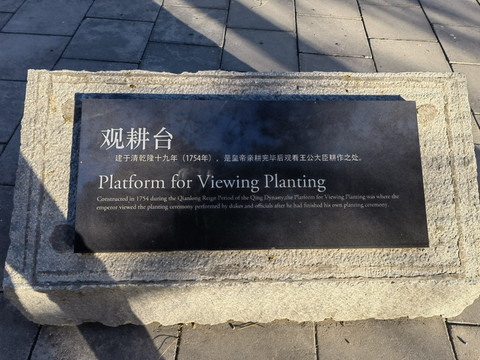 观耕台
建于清乾隆十九年（1754年），是皇帝亲耕完毕后观看王公大臣耕作之处。
Platform for Viewing Planting
Constructed in 1754 during the Qianlong Reign Period of the Qing Dynasty,the Platform for Viewing Planting was where the
emperor viewed the planting ceremony performed by dukes and officials after he had finished his own planting ceremony.